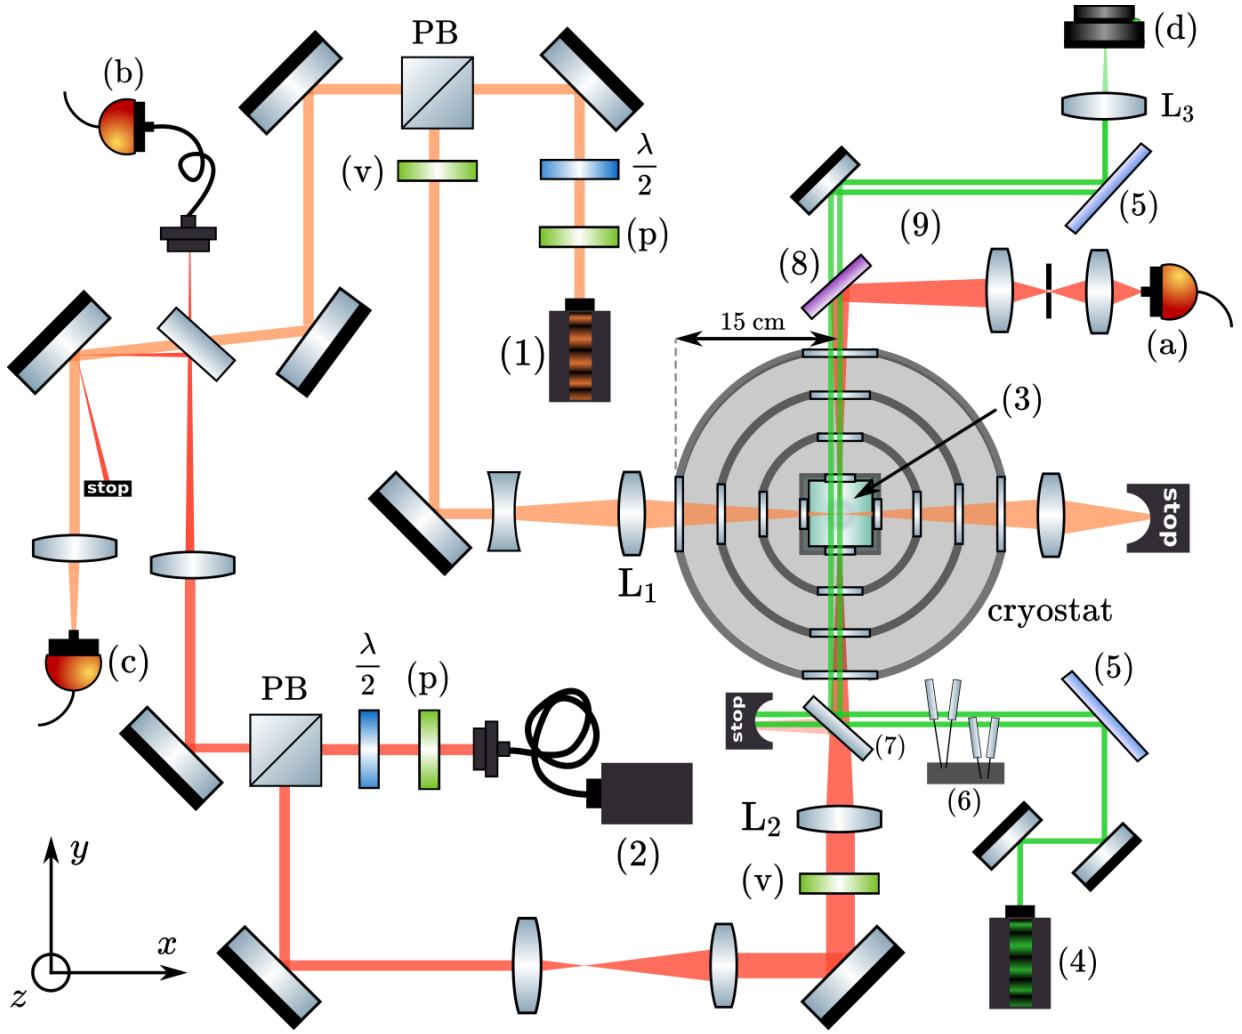 PB
(d)
(b)
L₃
(v)
λ
2
(p)
(5)
(9)
(8)
15 cm
(1)
(a)
(3)
stop
stop
L₁
cryostat
(c)
λ
2
(p)
PB
(5)
stop
(7)
(6)
L₂
(2)
(v)
y
x
z
(4)